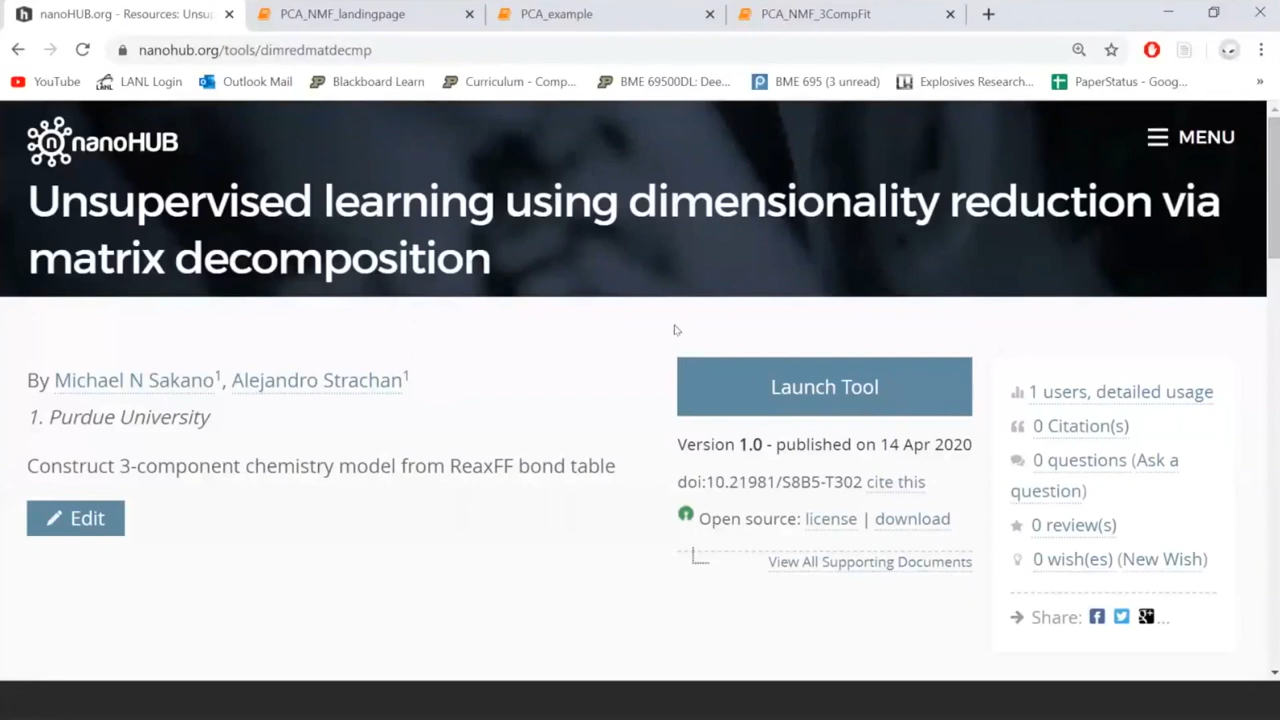 nanoHUB.org - Resources: Unsu
PCA_NMF_landingpage
PCA_example
PCA_NMF_3CompFit
nanohub.org/tools/dimredmatdecmp
YouTube
LANL Login
Outlook Mail
Blackboard Learn
Curriculum - Comp...
BME 69500DL: Dee...
BME 695 (3 unread)
Explosives Research...
PaperStatus - Goog...
»
nanoHUB
MENU
Unsupervised learning using dimensionality reduction via
matrix decomposition
By Michael N Sakano1, Alejandro Strachan1
1. Purdue University
Construct 3-component chemistry model from ReaxFF bond table
Edit
Launch Tool
Version 1.0 - published on 14 Apr 2020
doi:10.21981/S8B5-T302 cite this
Open source: license | download
View All Supporting Documents
1 users, detailed usage
0 Citation(s)
0 questions (Ask a
question)
0 review(s)
0 wish(es) (New Wish)
Share: ...